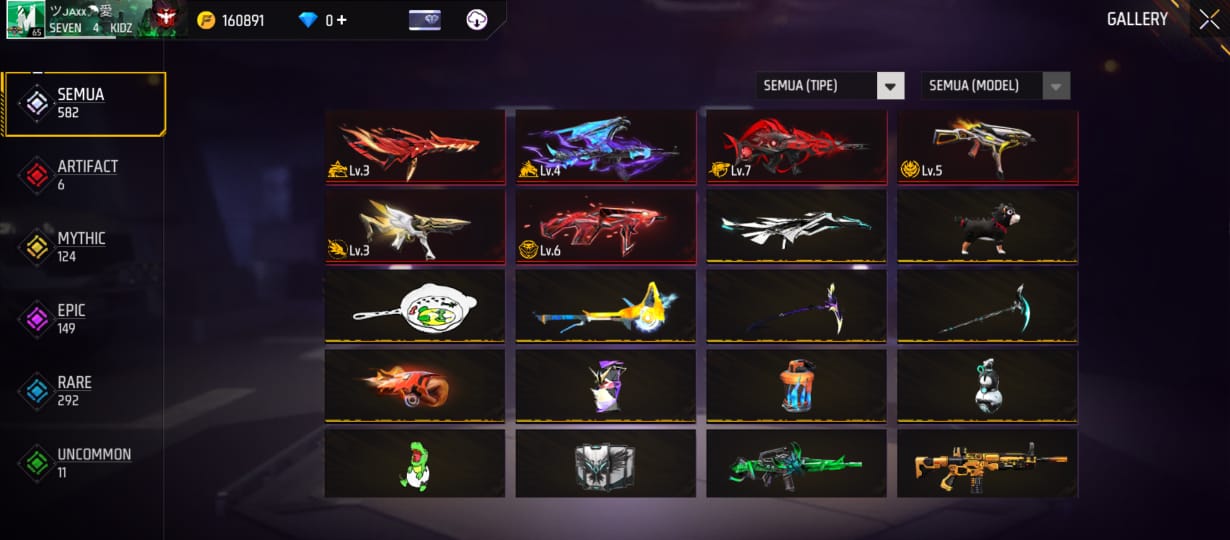 ツJAXX愛
SEVEN 4 KIDZ
65
160891
0 +
GALLERY
SEMUA
582
ARTIFACT
6
MYTHIC
124
EPIC
149
RARE
292
UNCOMMON
11
SEMUA (TIPE)
SEMUA (MODEL)
Lv.3
Lv.4
Lv.7
Lv.5
Lv.3
Lv.6